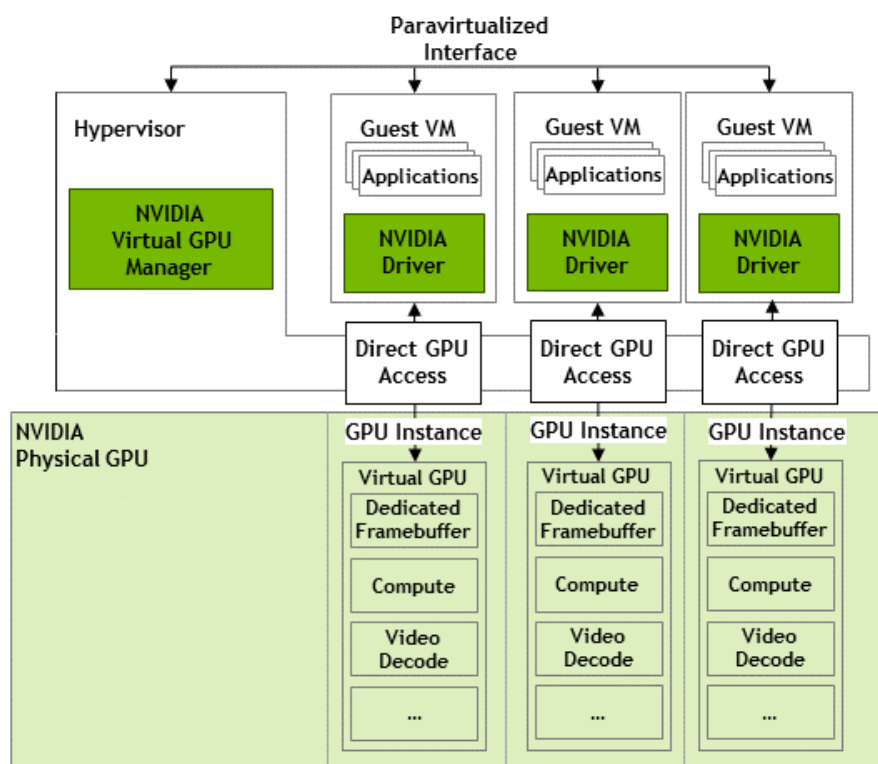 Paravirtualized
Interface
Hypervisor
NVIDIA
Virtual GPU
Manager
Guest VM
Applications
NVIDIA
Driver
Guest VM
Applications
NVIDIA
Driver
Guest VM
Applications
NVIDIA
Driver
Direct GPU
Access
Direct GPU
Access
Direct GPU
Access
NVIDIA
Physical GPU
GPU Instance
Virtual GPU
Dedicated
Framebuffer
Compute
Video
Decode
...
GPU Instance
Virtual GPU
Dedicated
Framebuffer
Compute
Video
Decode
...
GPU Instance
Virtual GPU
Dedicated
Framebuffer
Compute
Video
Decode
...